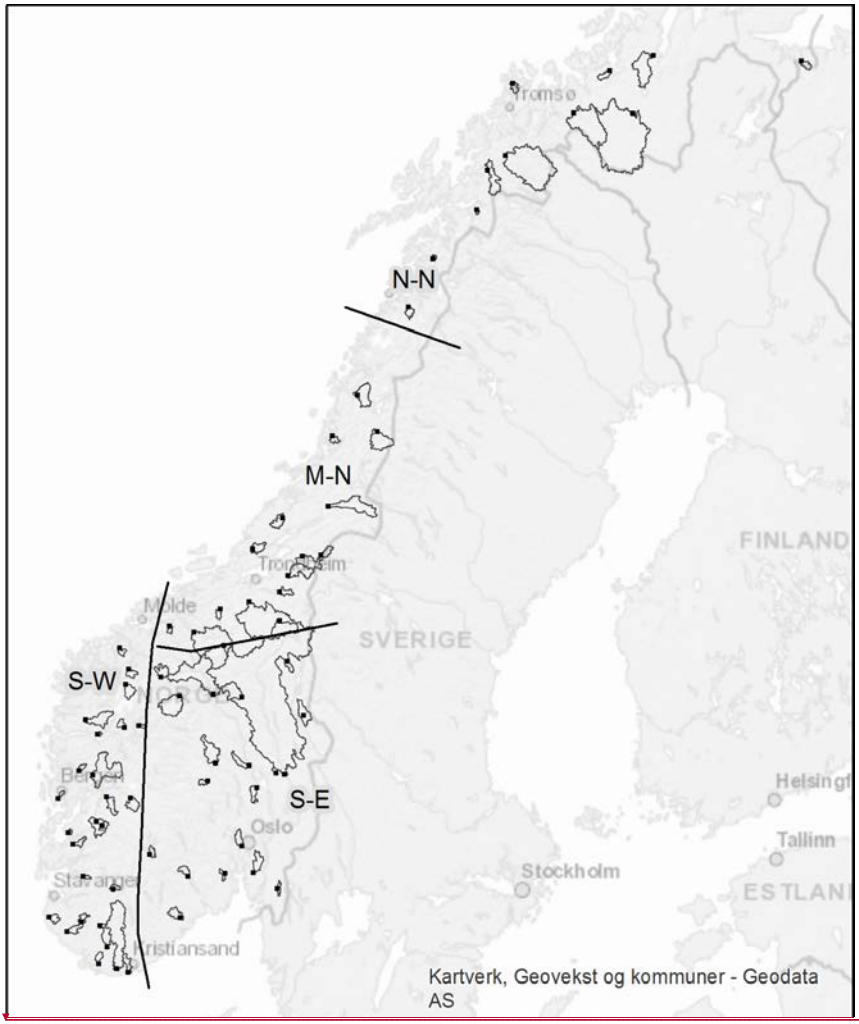 Tromsø
N-N
M-N
FINLAND
Trondheim
Molde
SVERIGE
S-W
NORGE
Bergen
S-E
Helsingf
Oslo
Tallinn
Stockholm
Stavanger
ESTLAN
Kristiansand
Kartverk, Geovekst og kommuner - Geodata
AS